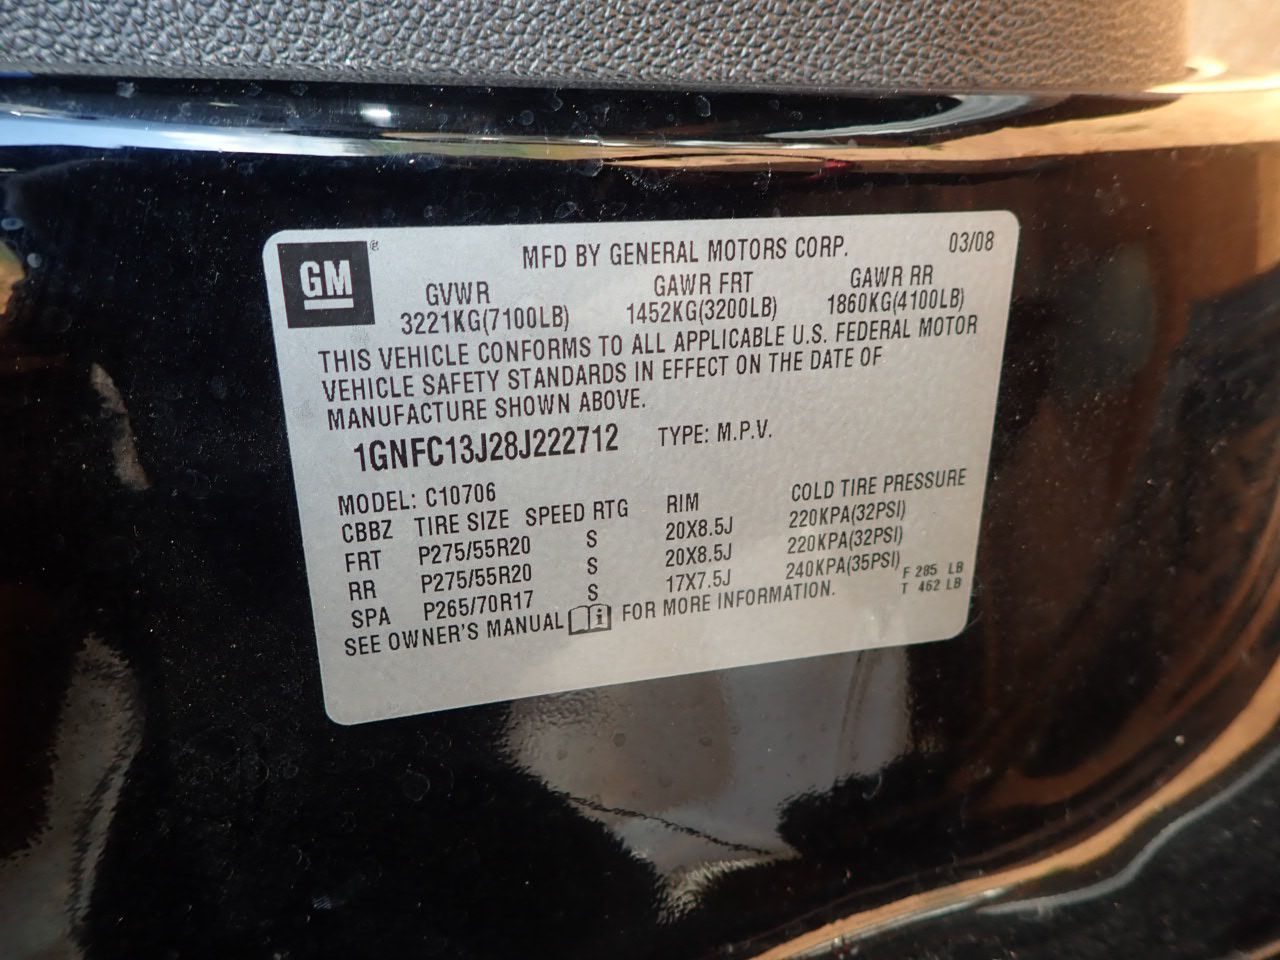 GM ®
MFD BY GENERAL MOTORS CORP. 03/08
GVWR GAWR FRT GAWR RR
3221KG(7100LB) 1452KG(3200LB) 1860KG(4100LB)
THIS VEHICLE CONFORMS TO ALL APPLICABLE U.S. FEDERAL MOTOR
VEHICLE SAFETY STANDARDS IN EFFECT ON THE DATE OF
MANUFACTURE SHOWN ABOVE.
1GNFC13J28J222712 TYPE: M.P.V.
MODEL: C10706
CBBZ TIRE SIZE SPEED RTG RIM COLD TIRE PRESSURE
FRT P275/55R20 S 20X8.5J 220KPA(32PSI)
RR P275/55R20 S 20X8.5J 220KPA(32PSI)
SPA P265/70R17 S 17X7.5J 240KPA(35PSI) F 285 LB
T 462 LB
SEE OWNER'S MANUAL i FOR MORE INFORMATION.